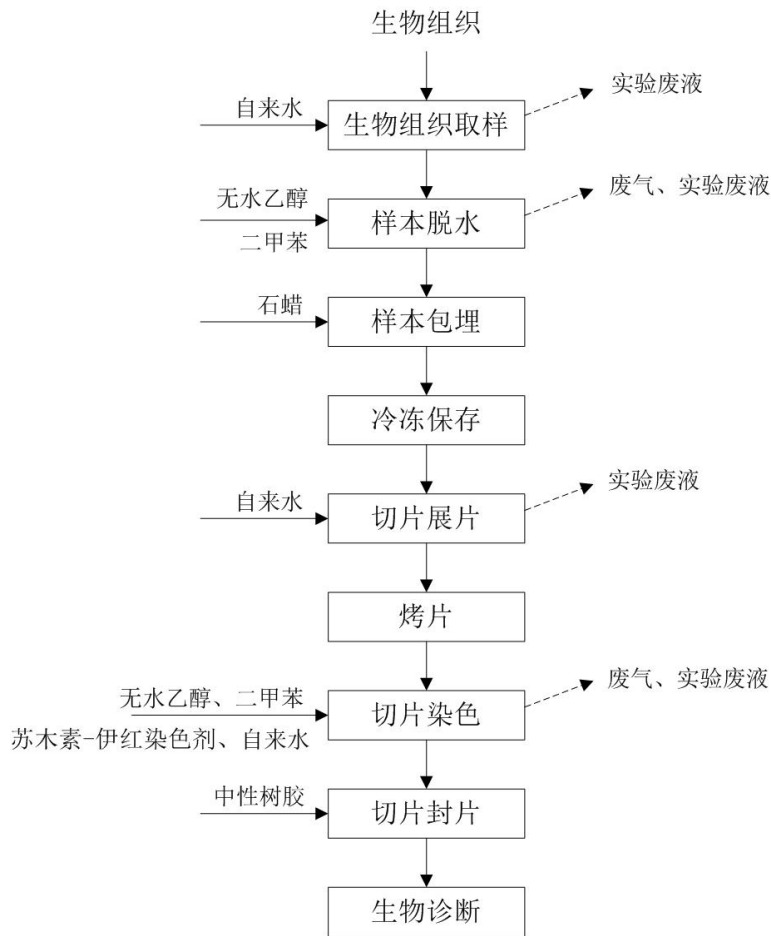 生物组织
实验废液
自来水
生物组织取样
废气、实验废液
无水乙醇
样本脱水
二甲苯
石蜡
样本包埋
冷冻保存
实验废液
自来水
切片展片
烤片
废气、实验废液
无水乙醇、二甲苯
切片染色
苏木素-伊红染色剂、自来水
中性树胶
切片封片
生物诊断